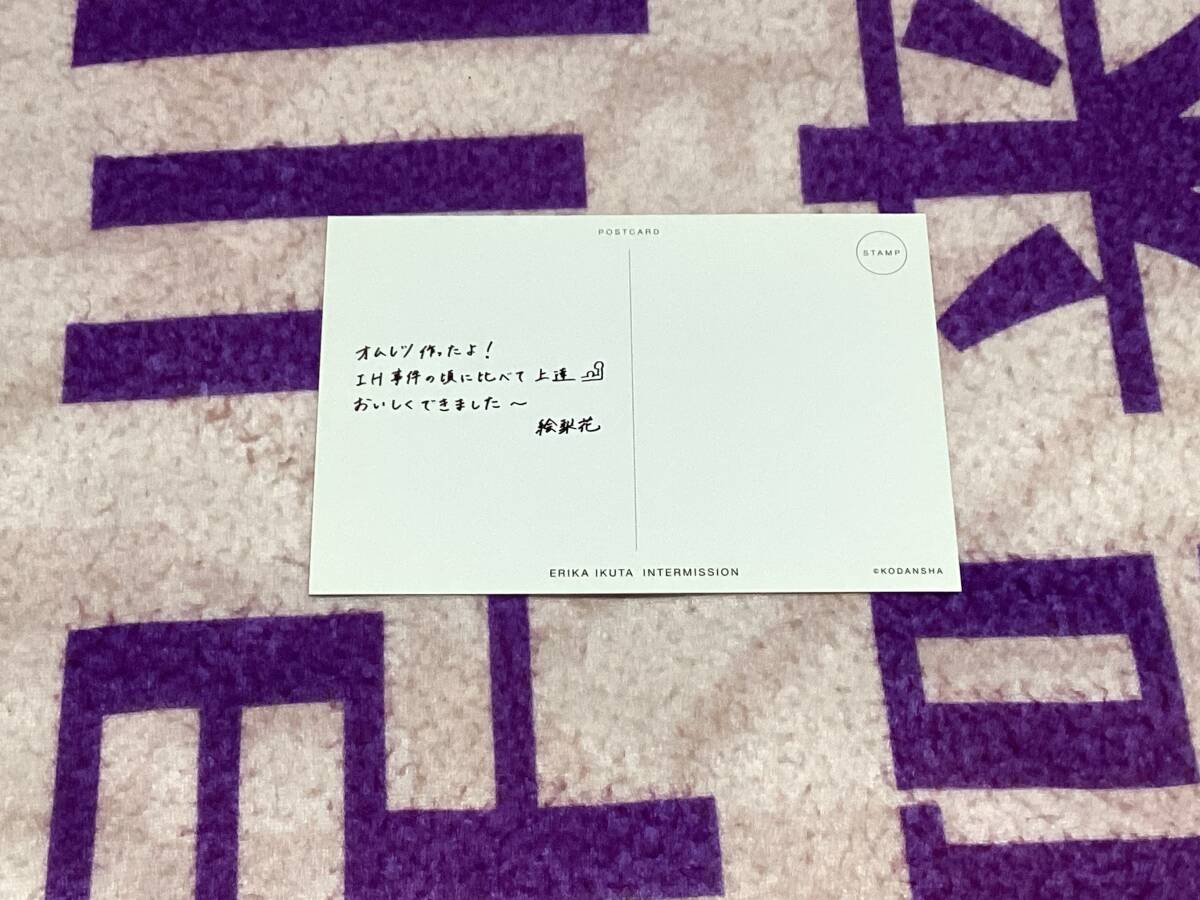 POSTCARD
STAMP
オムレツ 作ったよ!
IH事件の頃に比べて 上達
おいしくできました〜
絵梨花
ERIKA IKUTA INTERMISSION
©KODANSHA